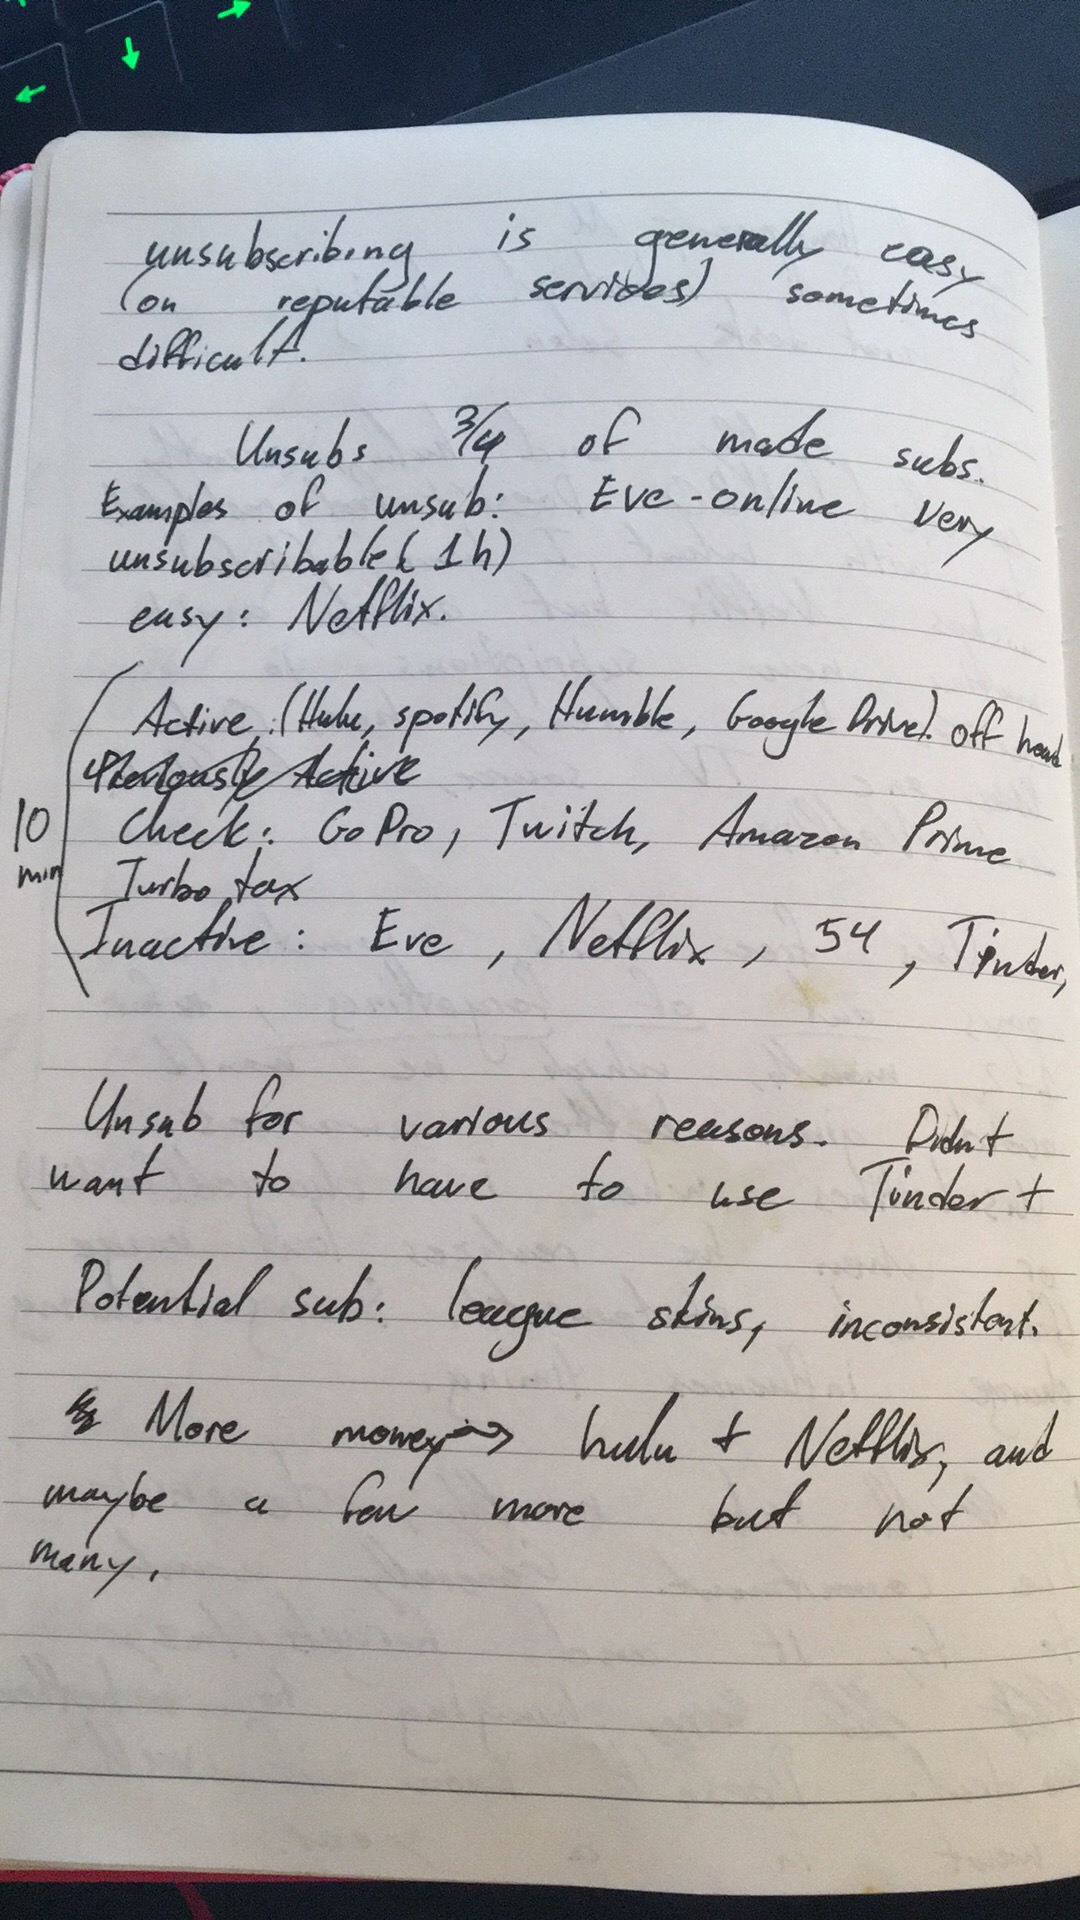 unsubscribing is generally easy
(on reputable services) sometimes
difficult.
Unsubs 3/4 of made subs.
Examples of unsub: Eve-online very
unsubscribable( 1h)
easy: Netflix.
Active: (Hulu, spotify, Humble, Google Drive). off head
Previously Active
10 min
Check: GoPro, Twitch, Amazon Prime
Turbo tax
Inactive: Eve, Netflix, 54, Tinder,
Unsub for various reasons. Didnt
want to have to use Tinder +
Potential sub: league skins, inconsistent.
More money → hulu + Netflix, and
maybe a few more but not
many.